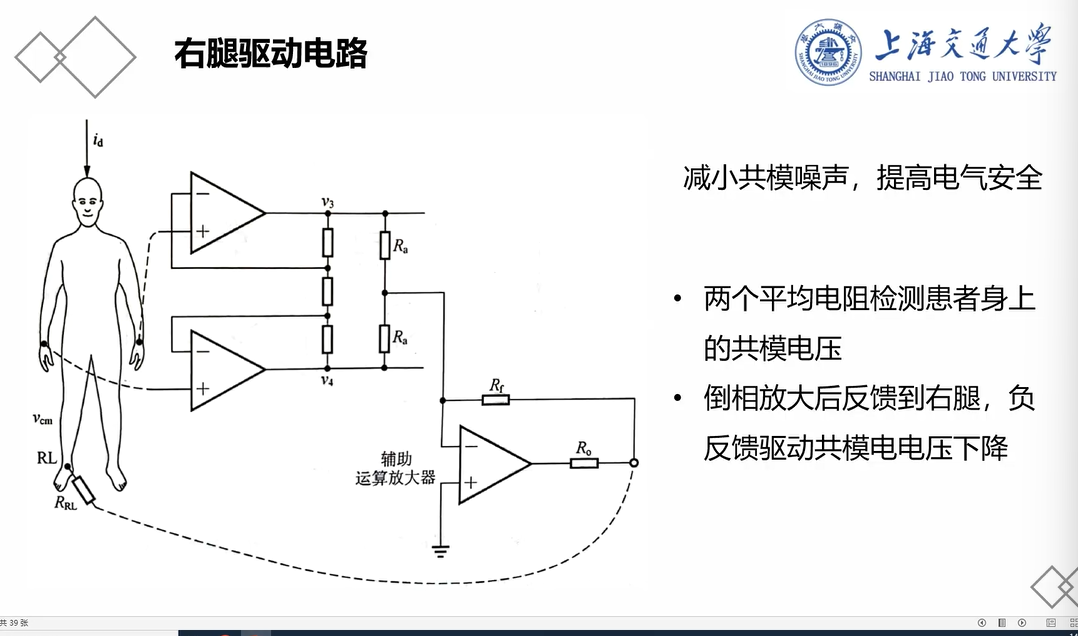 右腿驱动电路
上海交通大学
SHANGHAI JIAO TONG UNIVERSITY
i_d
v_3
R_a
R_a
v_4
R_f
R_o
辅助
运算放大器
v_cm
RL
R_RL
减小共模噪声，提高电气安全
• 两个平均电阻检测患者身上
的共模电压
• 倒相放大后反馈到右腿，负
反馈驱动共模电电压下降
共 39 张